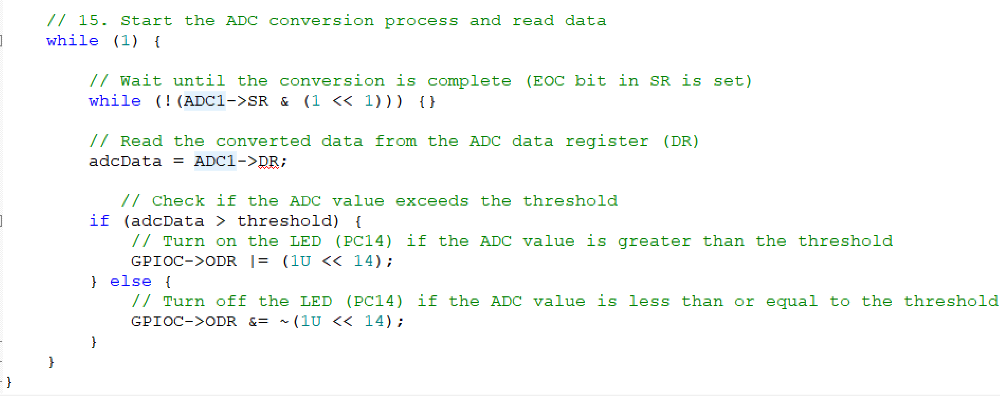 // 15. Start the ADC conversion process and read data
while (1) {
// Wait until the conversion is complete (EOC bit in SR is set)
while (!(ADC1->SR & (1 << 1))) {}
// Read the converted data from the ADC data register (DR)
adcData = ADC1->DR;
// Check if the ADC value exceeds the threshold
if (adcData > threshold) {
// Turn on the LED (PC14) if the ADC value is greater than the threshold
GPIOC->ODR |= (1U << 14);
} else {
// Turn off the LED (PC14) if the ADC value is less than or equal to the threshold
GPIOC->ODR &= ~(1U << 14);
}
}
}